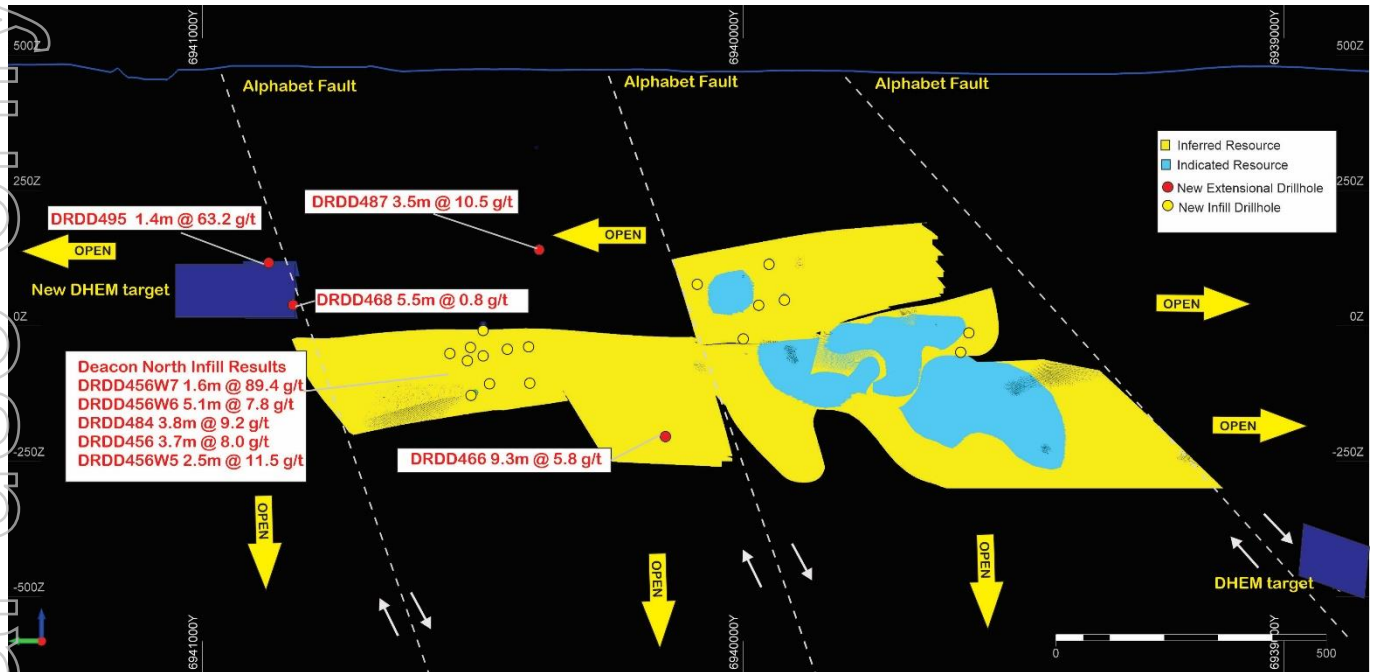 6941000Y
6940000Y
6939000Y
500Z
500Z
Alphabet Fault
Alphabet Fault
Alphabet Fault
Inferred Resource
Indicated Resource
New Extensional Drillhole
New Infill Drillhole
250Z
250Z
DRDD487 3.5m @ 10.5 g/t
DRDD495 1.4m @ 63.2 g/t
OPEN
OPEN
New DHEM target
DRDD468 5.5m @ 0.8 g/t
OPEN
0Z
0Z
Deacon North Infill Results
DRDD456W7 1.6m @ 89.4 g/t
DRDD456W6 5.1m @ 7.8 g/t
DRDD484 3.8m @ 9.2 g/t
DRDD456 3.7m @ 8.0 g/t
DRDD456W5 2.5m @ 11.5 g/t
OPEN
-250Z
-250Z
DRDD466 9.3m @ 5.8 g/t
OPEN
OPEN
OPEN
-500Z
-500Z
DHEM target
6941000Y
6940000Y
6939000Y
0
500